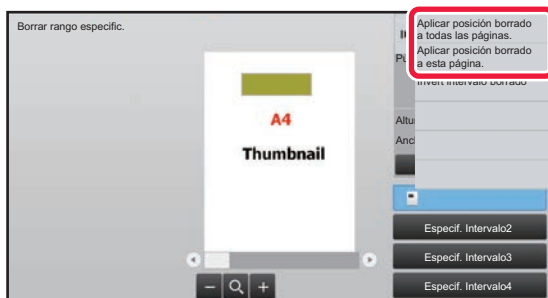 Borrar rango especific.
Aplicar posición borrado
a todas las páginas.
Aplicar posición borrado
a esta página.
Invert intervalo borrado
A4
Thumbnail
Especif. Intervalo2
Especif. Intervalo3
Especif. Intervalo4